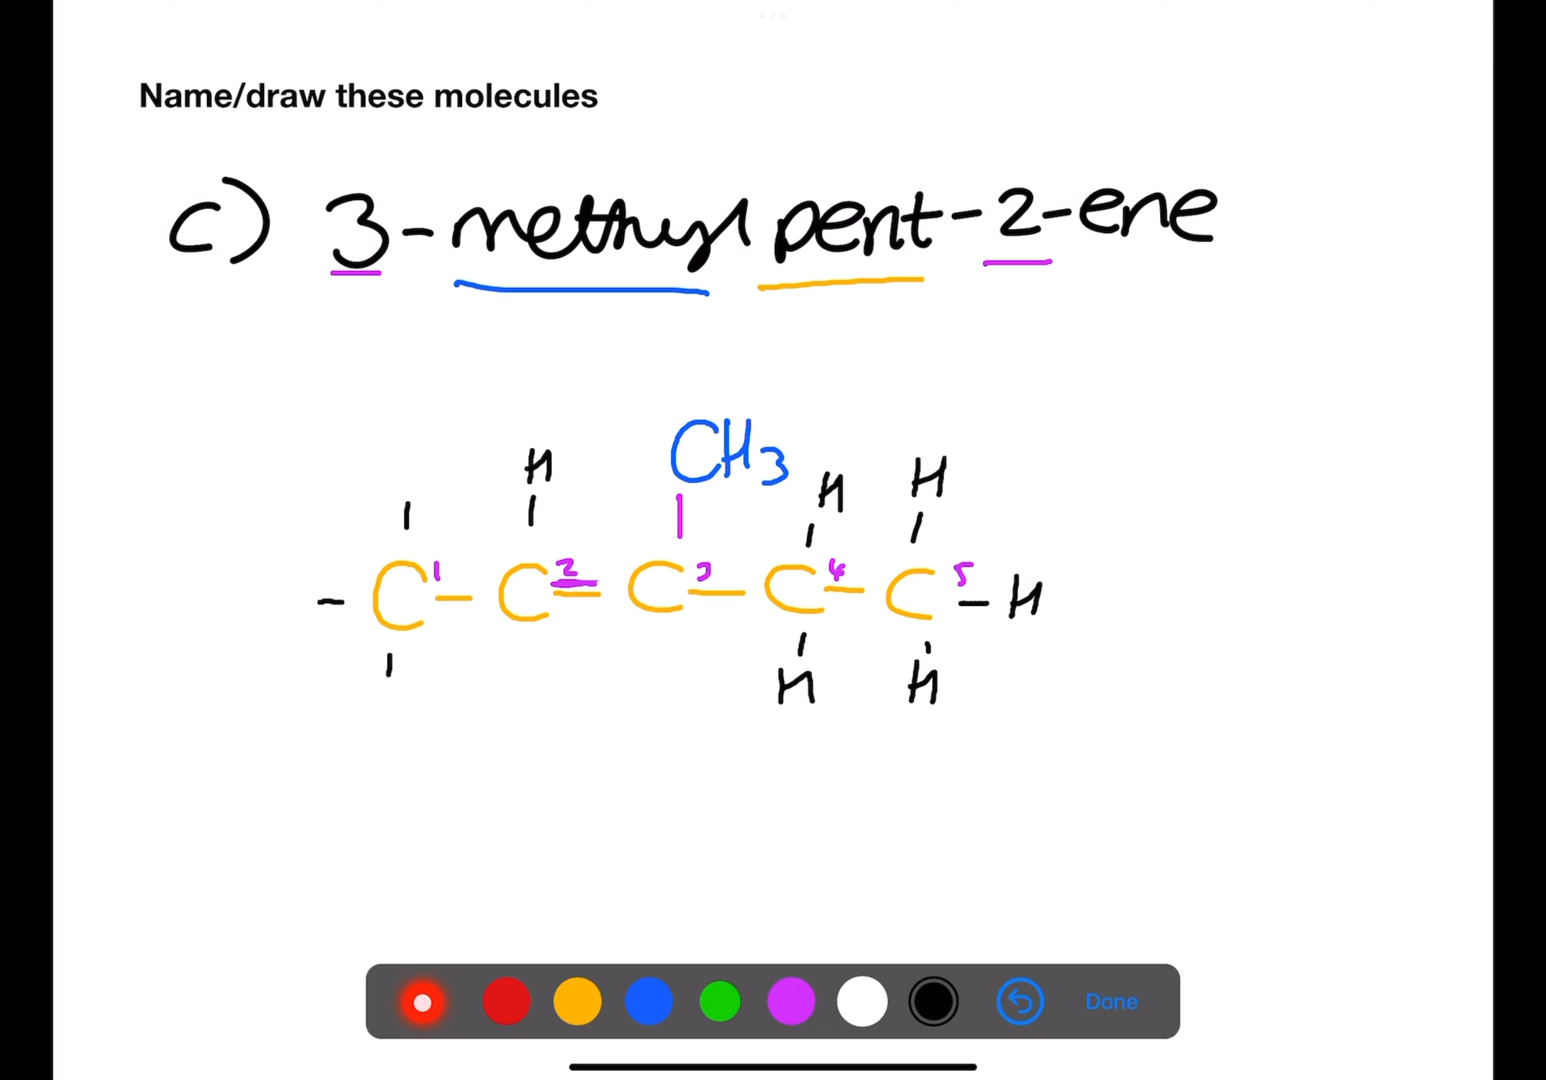 Name/draw these molecules
c) 3-methyl pent-2-ene
CH3
H H H
C1-C2=C3-C4-C5-H
H H
Done